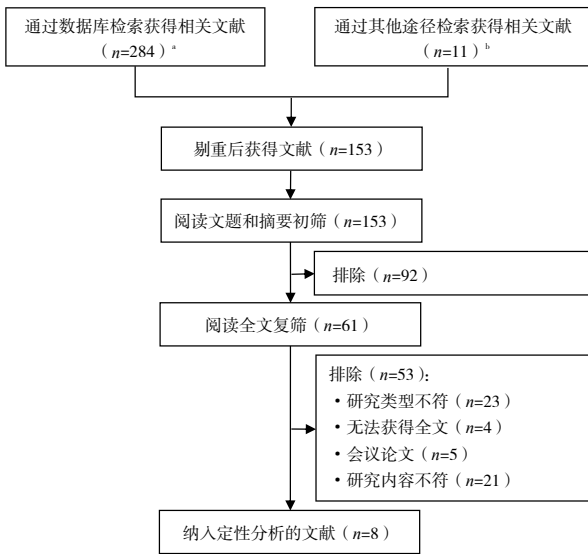 通过数据库检索获得相关文献
（n=284）ᵃ
通过其他途径检索获得相关文献
（n=11）ᵇ
剔重后获得文献（n=153）
阅读文题和摘要初筛（n=153）
排除（n=92）
阅读全文复筛（n=61）
排除（n=53）：
•研究类型不符（n=23）
•无法获得全文（n=4）
•会议论文（n=5）
•研究内容不符（n=21）
纳入定性分析的文献（n=8）